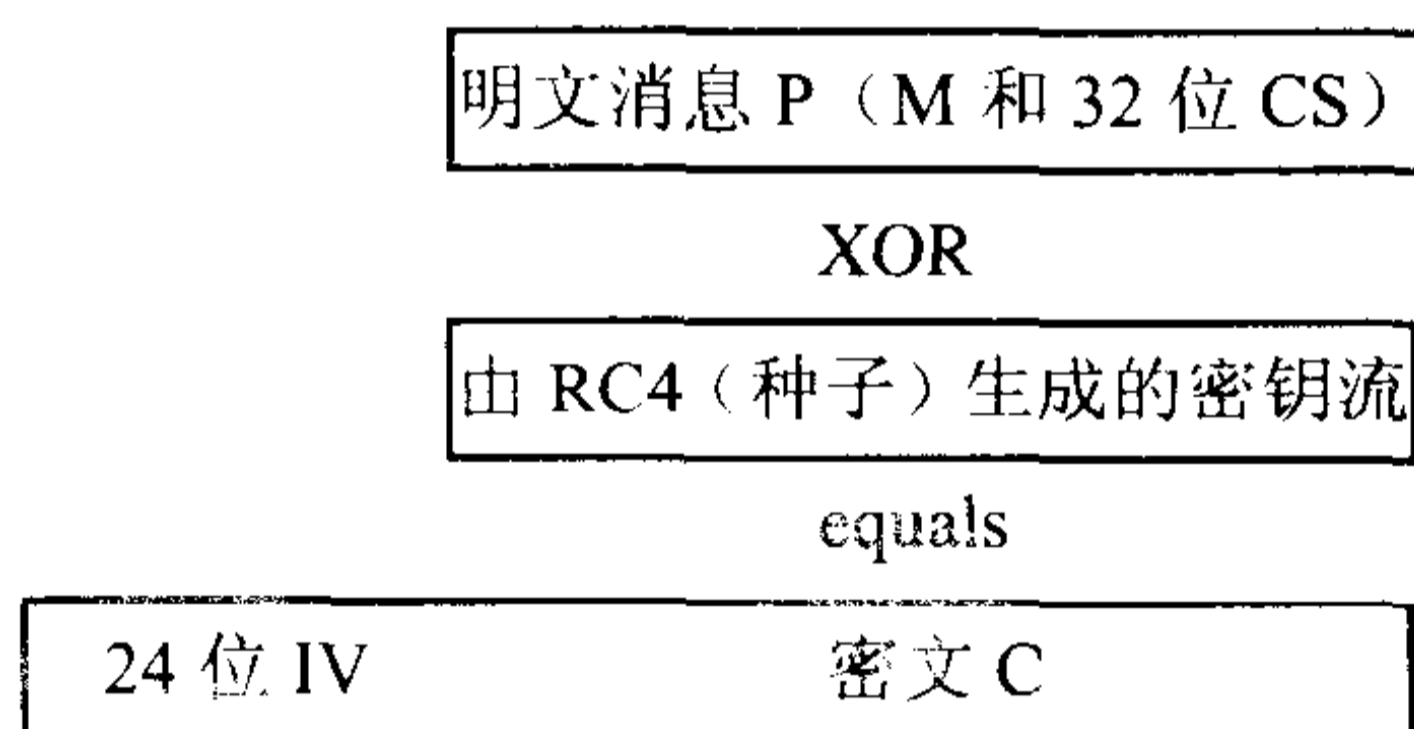 明文消息 P（M 和 32 位 CS）
XOR
由 RC4（种子）生成的密钥流
equals
24 位 IV 密文 C